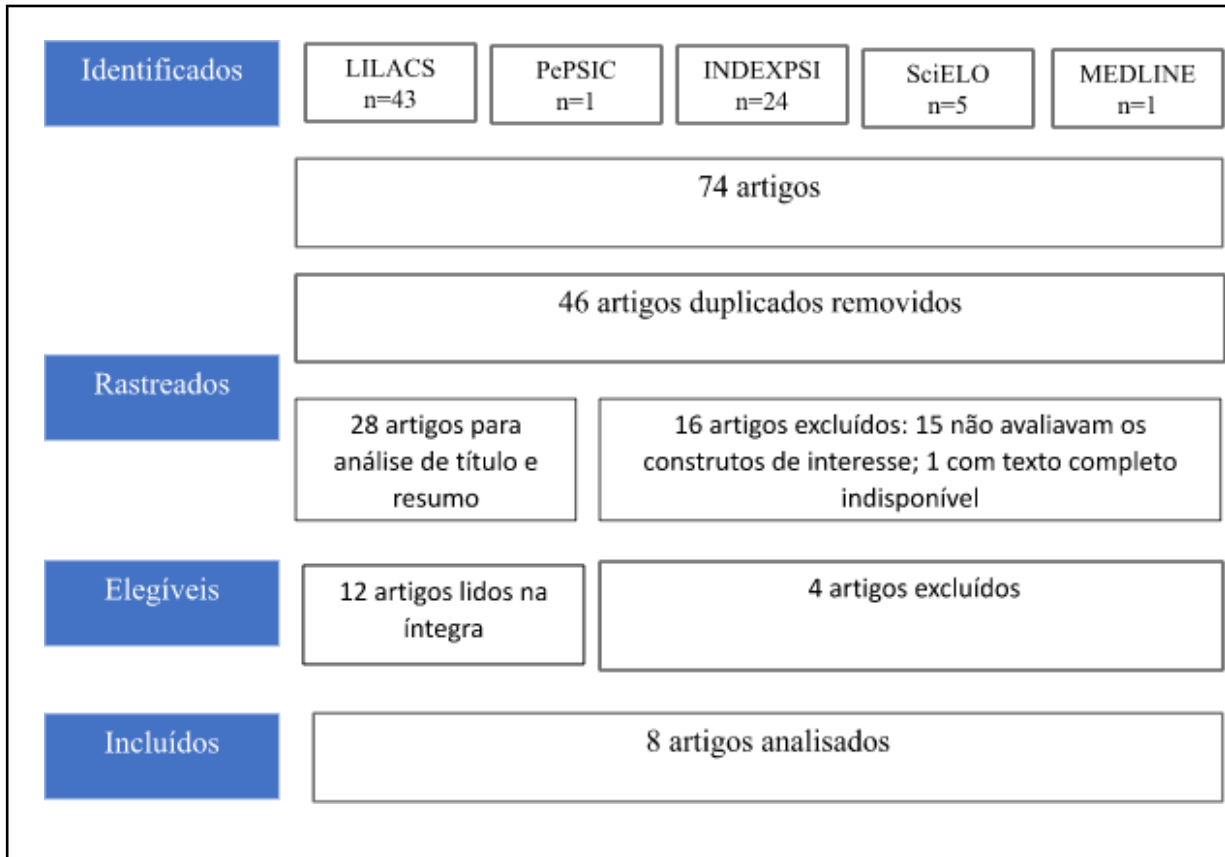 Identificados
LILACS
n=43
PePSIC
n=1
INDEXPSI
n=24
SciELO
n=5
MEDLINE
n=1
74 artigos
46 artigos duplicados removidos
Rastreados
28 artigos para
análise de título e
resumo
16 artigos excluídos: 15 não avaliavam os
construtos de interesse; 1 com texto completo
indisponível
Elegíveis
12 artigos lidos na
íntegra
4 artigos excluídos
Incluídos
8 artigos analisados